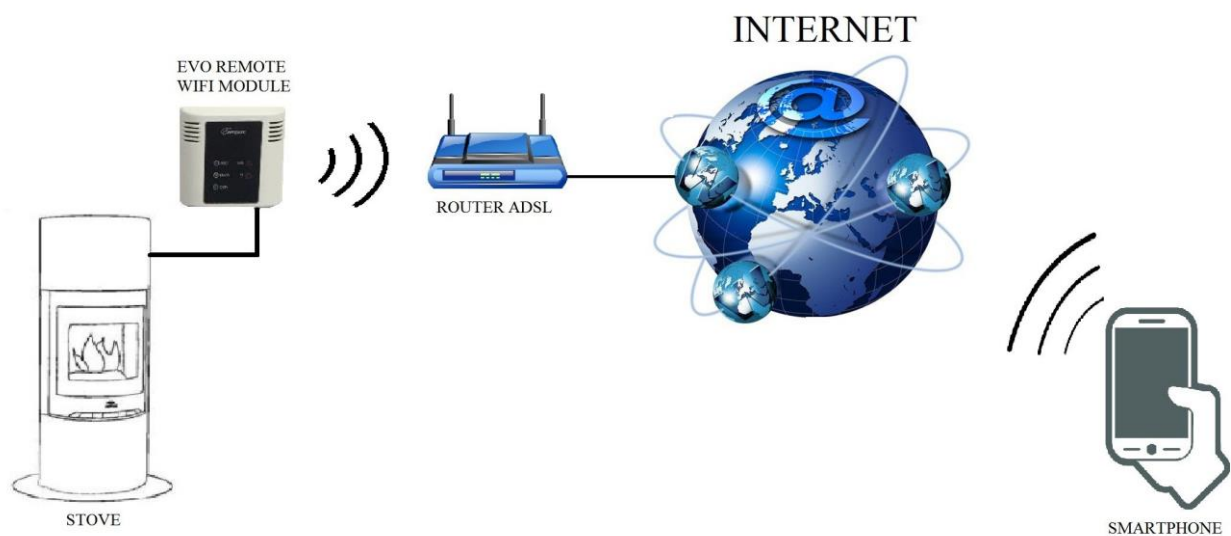 INTERNET
EVO REMOTE
WIFI MODULE
ROUTER ADSL
STOVE
SMARTPHONE